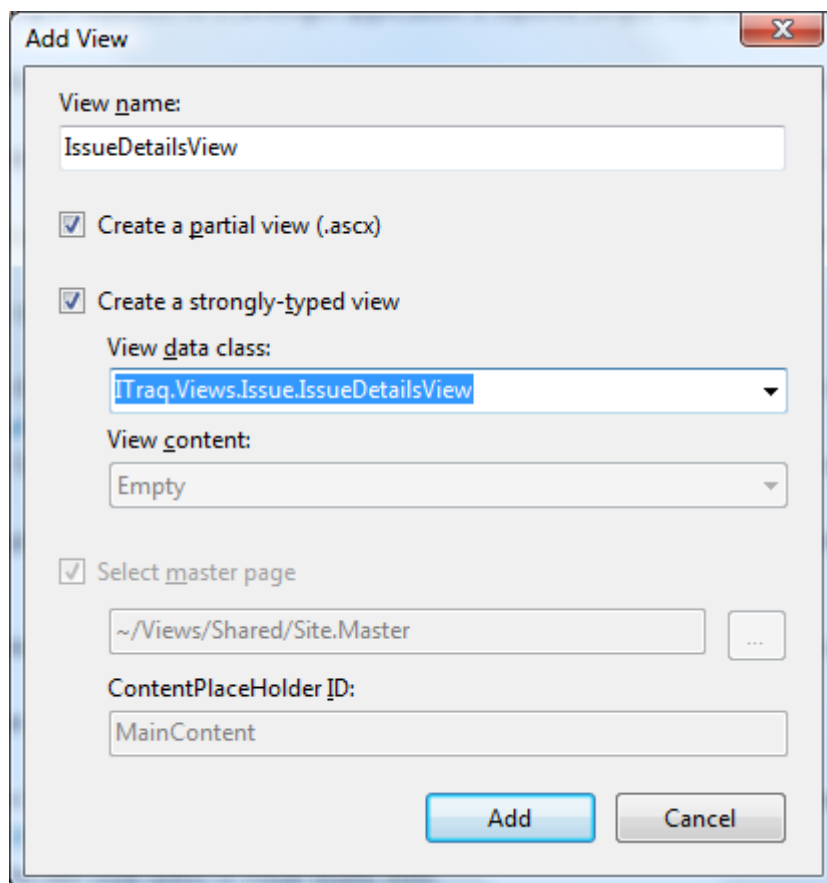 Add View
View name:
IssueDetailsView
Create a partial view (.ascx)
Create a strongly-typed view
View data class:
ITraq.Views.Issue.IssueDetailsView
View content:
Empty
Select master page
~/Views/Shared/Site.Master
...
ContentPlaceHolder ID:
MainContent
Add Cancel